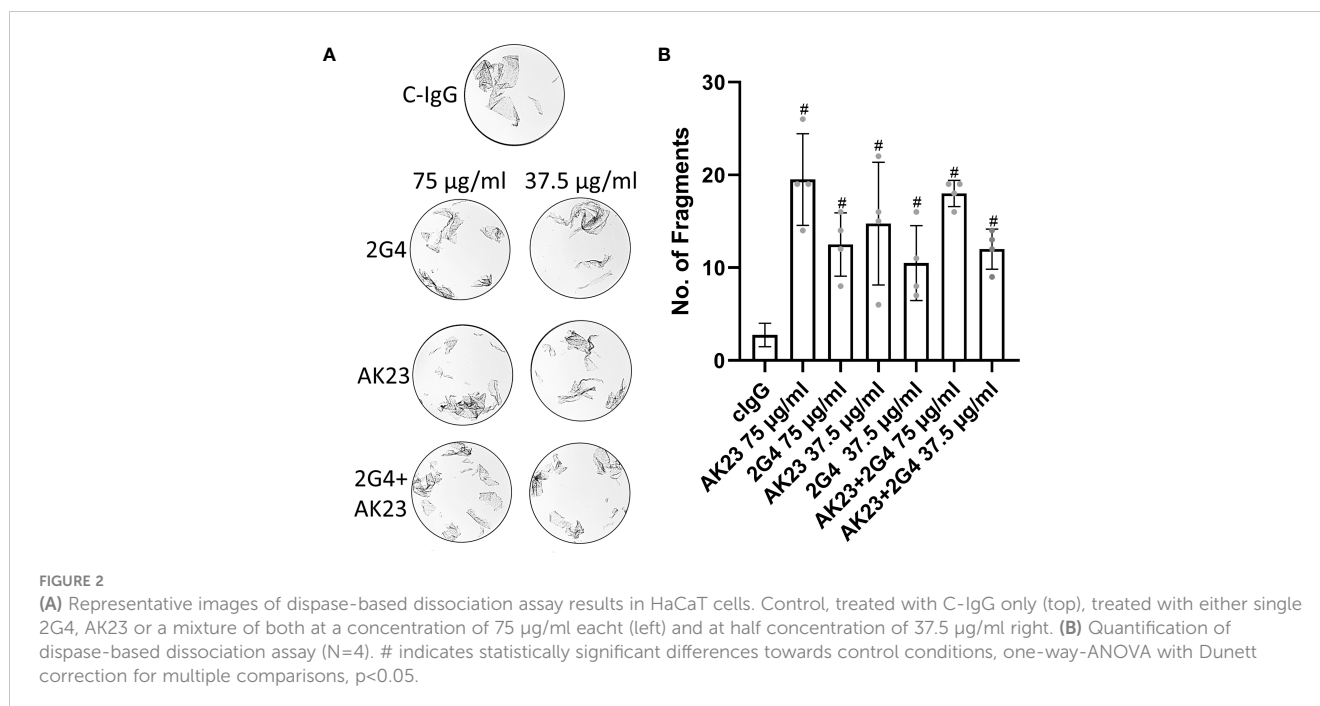 A
C-IgG
75 µg/ml 37.5 µg/ml
2G4
AK23
2G4+
AK23
B
No. of Fragments
30
20
10
0
#
#
#
#
#
#
#
cIgG
AK23 75 µg/ml
2G4 75 µg/ml
AK23 37.5 µg/ml
2G4 37.5 µg/ml
AK23+2G4 75 µg/ml
AK23+2G4 37.5 µg/ml
FIGURE 2
(A) Representative images of dispase-based dissociation assay results in HaCaT cells. Control, treated with C-IgG only (top), treated with either single
2G4, AK23 or a mixture of both at a concentration of 75 µg/ml eacht (left) and at half concentration of 37.5 µg/ml right. (B) Quantification of
dispase-based dissociation assay (N=4). # indicates statistically significant differences towards control conditions, one-way-ANOVA with Dunett
correction for multiple comparisons, p<0.05.